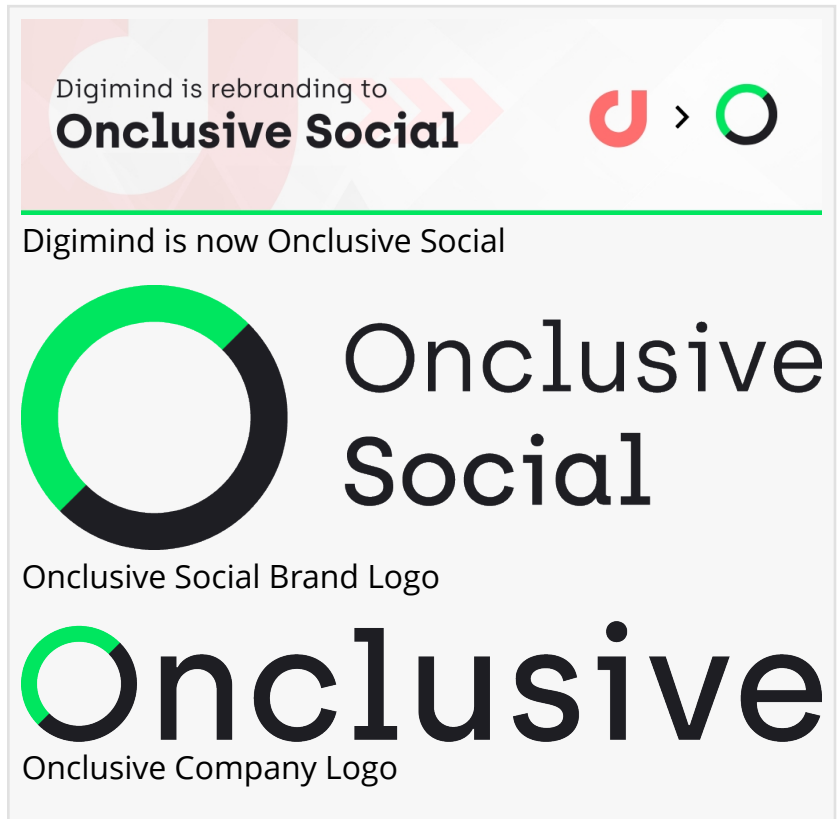 Digimind is rebranding to
Onclusive Social
Digimind is now Onclusive Social
Onclusive
Social
Onclusive Social Brand Logo
Onclusive
Onclusive Company Logo